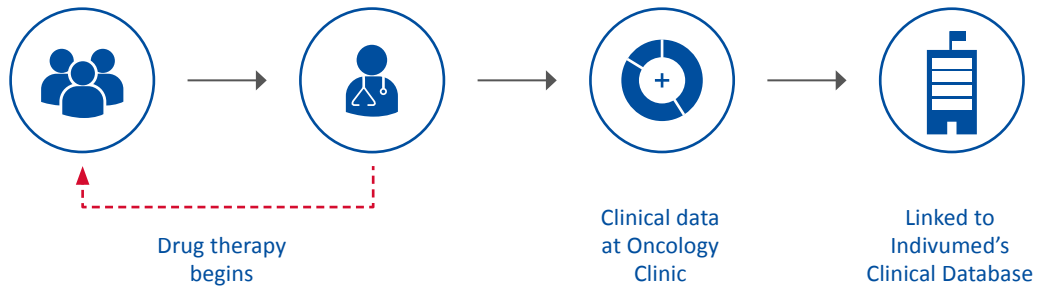 Drug therapy
begins
Clinical data
at Oncology
Clinic
Linked to
Indivumed’s
Clinical Database